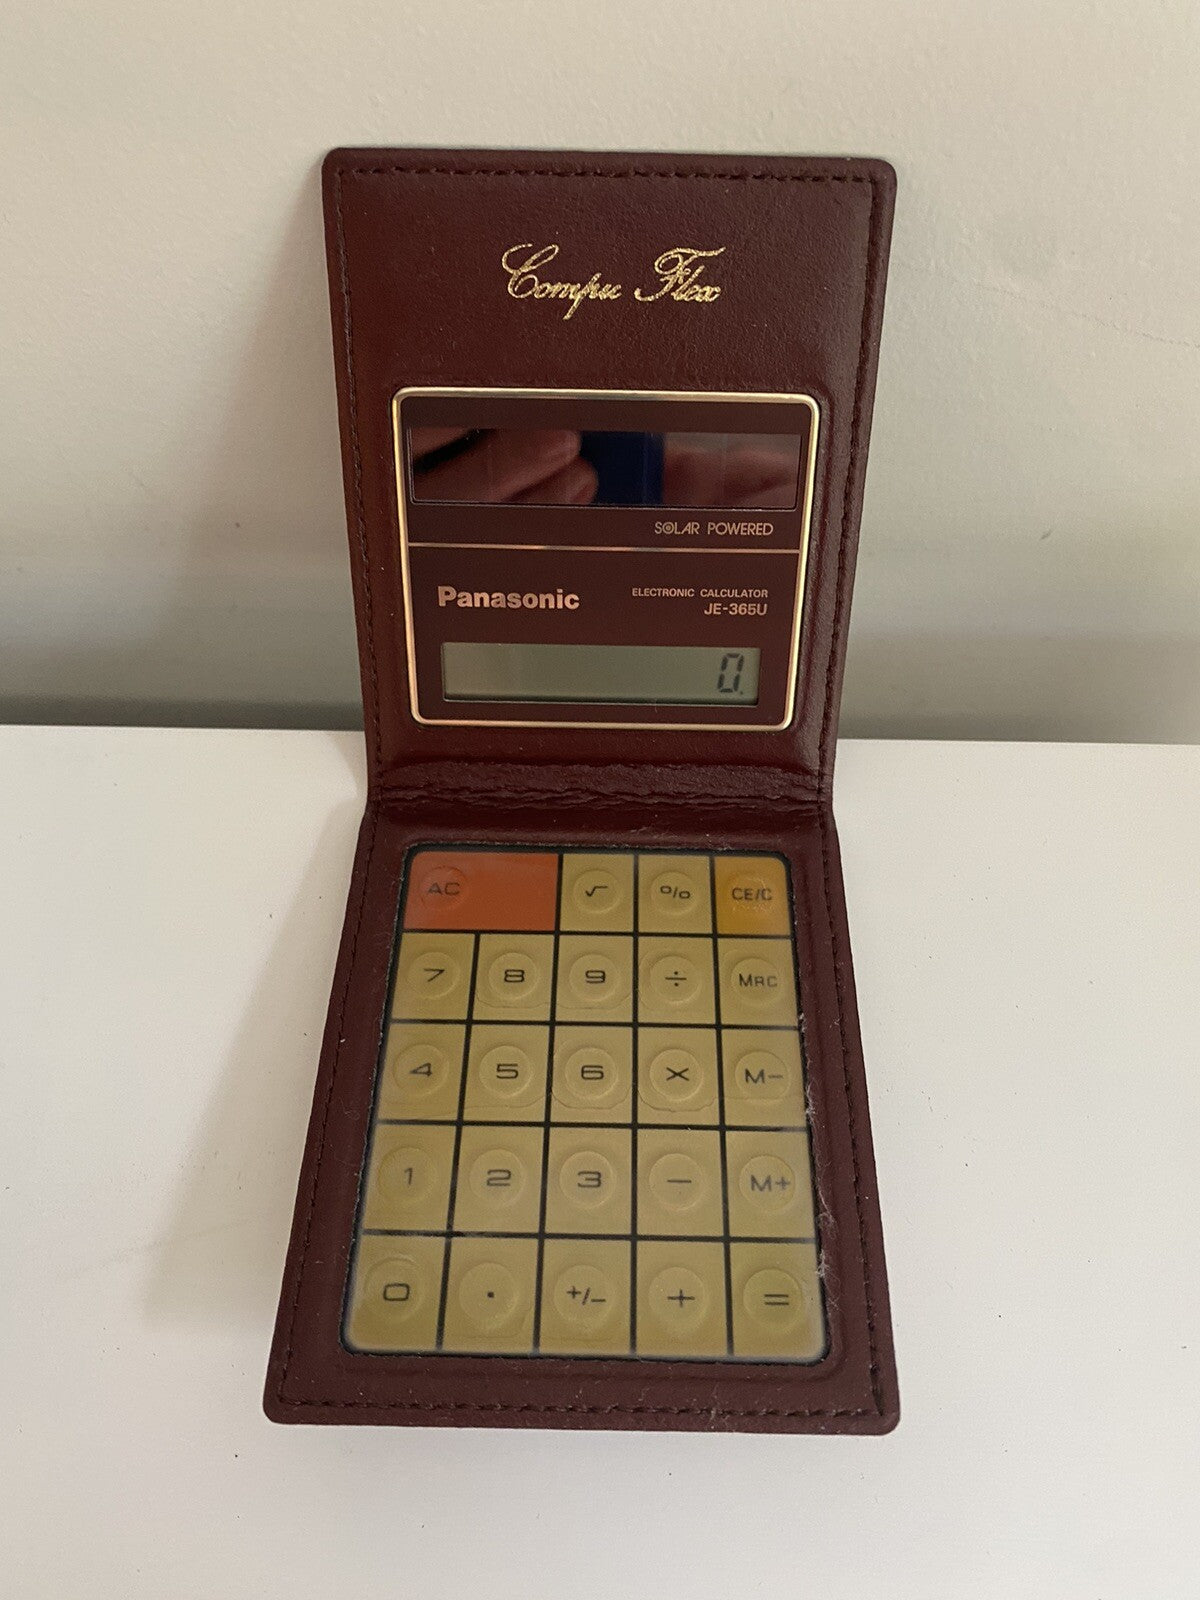 Compu Flex
SOLAR POWERED
Panasonic
ELECTRONIC CALCULATOR
JE-365U
0.
AC √ % CE/C
7 8 9 ÷ MRC
4 5 6 × M−
1 2 3 − M+
0 . +/− + =